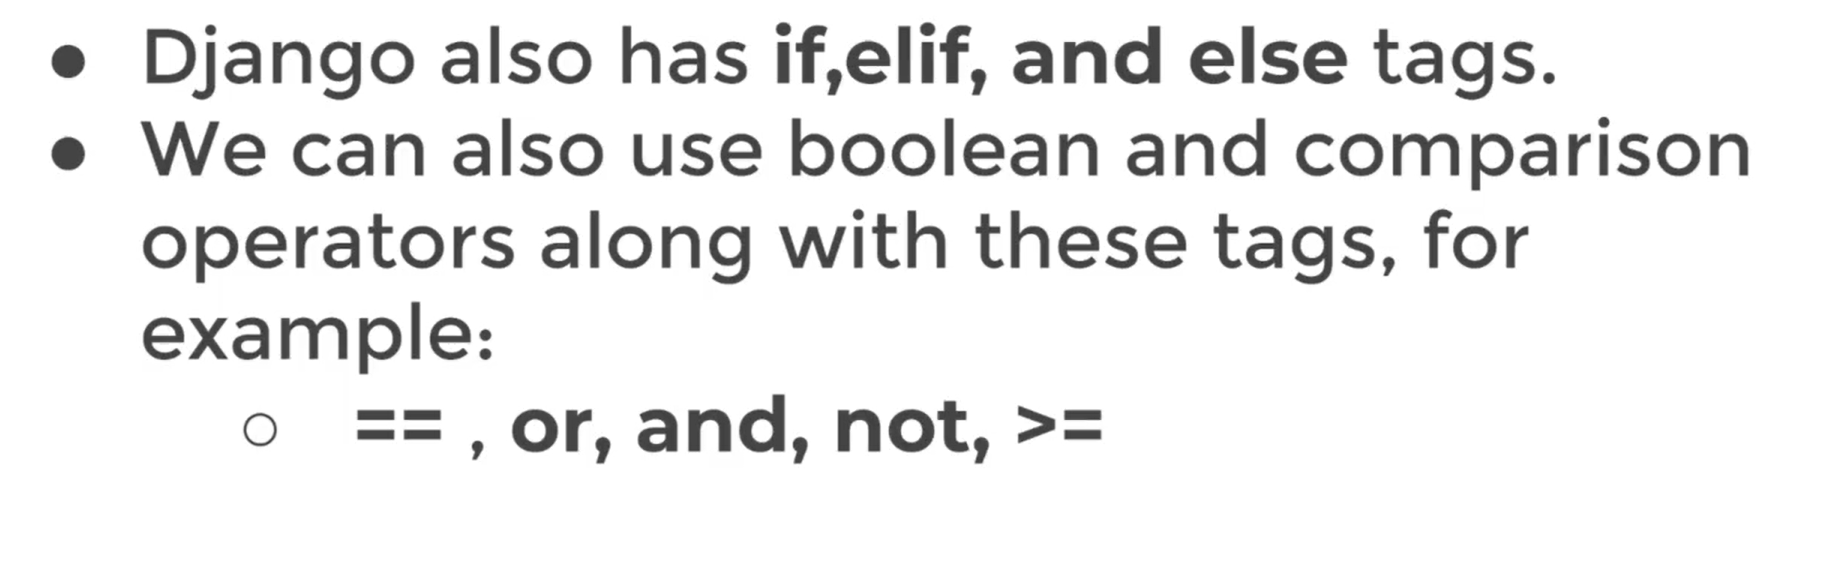 ● Django also has if,elif, and else tags.
● We can also use boolean and comparison
operators along with these tags, for
example:
○ == , or, and, not, >=